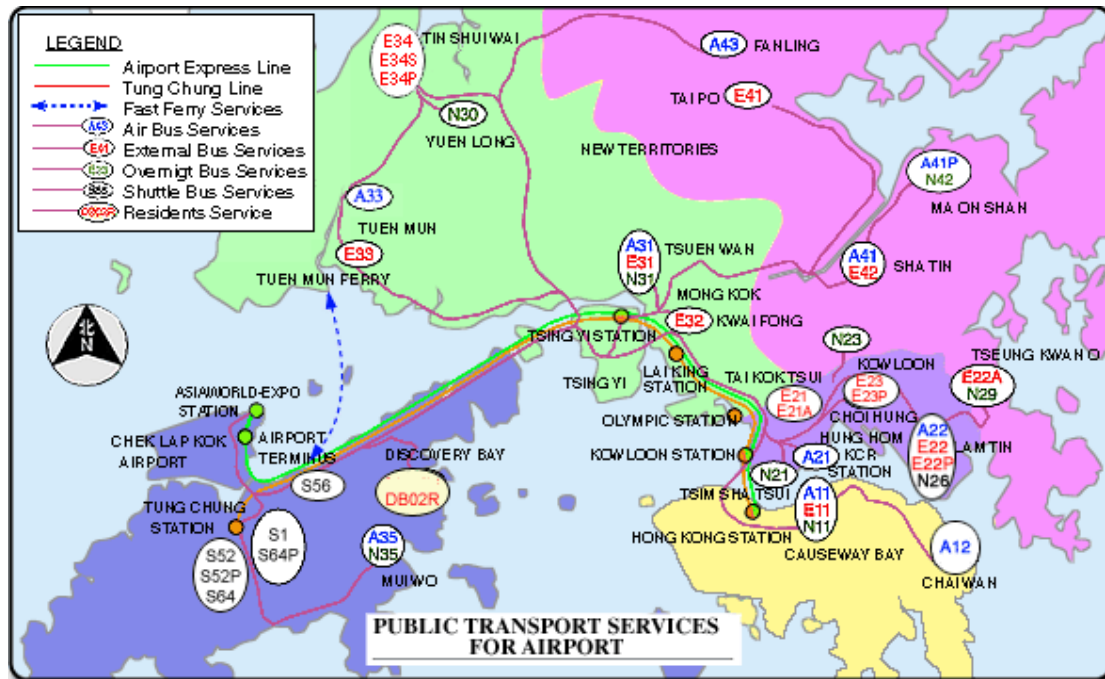 LEGEND
Airport Express Line
Tung Chung Line
Fast Ferry Services
A43 Air Bus Services
E41 External Bus Services
Overnigt Bus Services
Shuttle Bus Services
Residents Service
E34
E34S
E34P
TIN SHUI WAI
A43 FANLING
TAI PO E41
N30
YUEN LONG
NEW TERRITORIES
A41P
N42
MA ON SHAN
A33
TUEN MUN
E33
TUEN MUN FERRY
A31
E31
N31
TSUEN WAN
A41
E42
SHA TIN
MONG KOK
E32 KWAI FONG
北
N
TSING YI STATION
LAI KING
STATION
TSING YI
N23
KOWLOON
TSEUNG KWAN O
TAI KOK TSUI
E21
E21A
E23
E23P
CHOI HUNG
E22A
N29
OLYMPIC STATION
HUNG HOM
KCR
STATION
A22
E22
E22P
N26
LAM TIN
ASIAWORLD-EXPO
STATION
CHEK LAP KOK
AIRPORT
AIRPORT
TERMINUS
S56
DISCOVERY BAY
DB02R
KOWLOON STATION
N21
A21
TSIM SHA TSUI
A11
E11
N11
HONG KONG STATION
CAUSEWAY BAY
A12
CHAI WAN
TUNG CHUNG
STATION
S1
S64P
S52
S52P
S64
A35
N35
MUI WO
PUBLIC TRANSPORT SERVICES
FOR AIRPORT